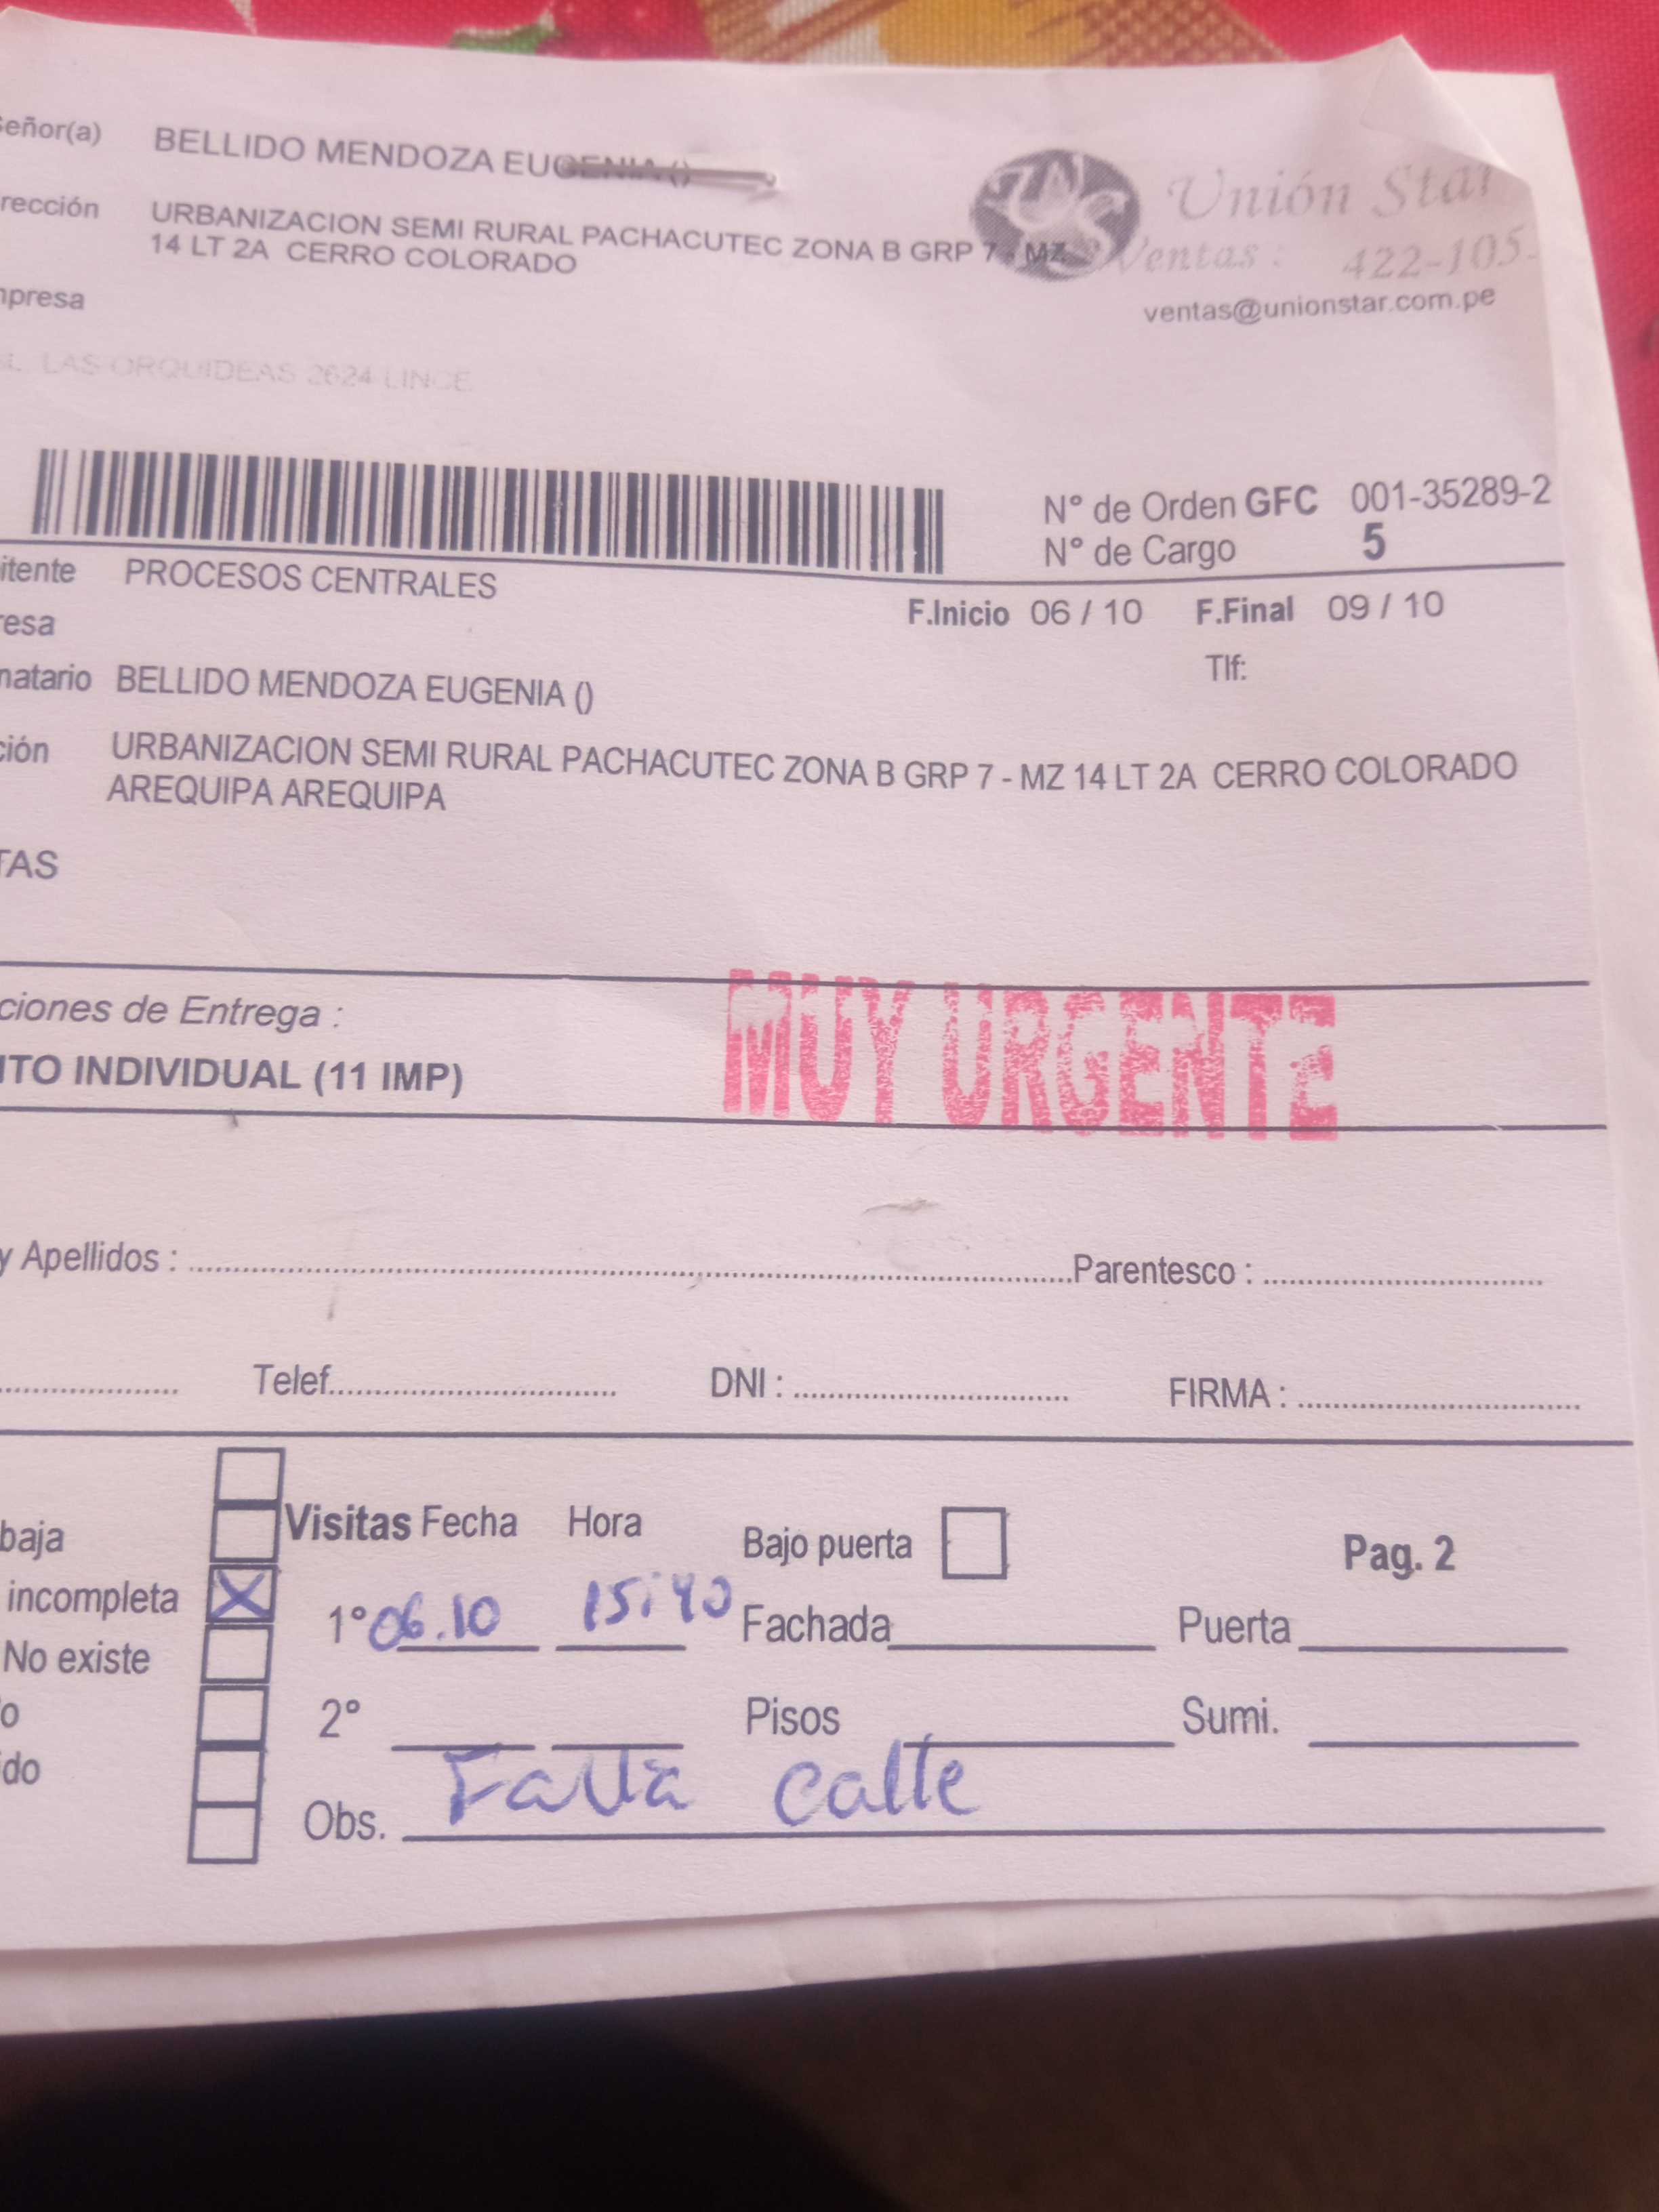 Señor(a) BELLIDO MENDOZA EUGENIA ()
rección URBANIZACION SEMI RURAL PACHACUTEC ZONA B GRP 7 - MZ
14 LT 2A CERRO COLORADO
Unión Star
Ventas : 422-105-
ventas@unionstar.com.pe
mpresa
LAS ORQUIDEAS 2624 LINCE
N° de Orden GFC 001-35289-2
N° de Cargo 5
itente PROCESOS CENTRALES
resa
F.Inicio 06 / 10 F.Final 09 / 10
Tlf:
natario BELLIDO MENDOZA EUGENIA ()
ción URBANIZACION SEMI RURAL PACHACUTEC ZONA B GRP 7 - MZ 14 LT 2A CERRO COLORADO
AREQUIPA AREQUIPA
TAS
ciones de Entrega :
MUY URGENTE
ITO INDIVIDUAL (11 IMP)
y Apellidos : Parentesco :
Telef. DNI : FIRMA :
Visitas Fecha Hora Bajo puerta Pag. 2
baja
incompleta X
1° 06.10 15:40 Fachada Puerta
No existe
2° Pisos Sumi.
o
do
Obs. Falta calle